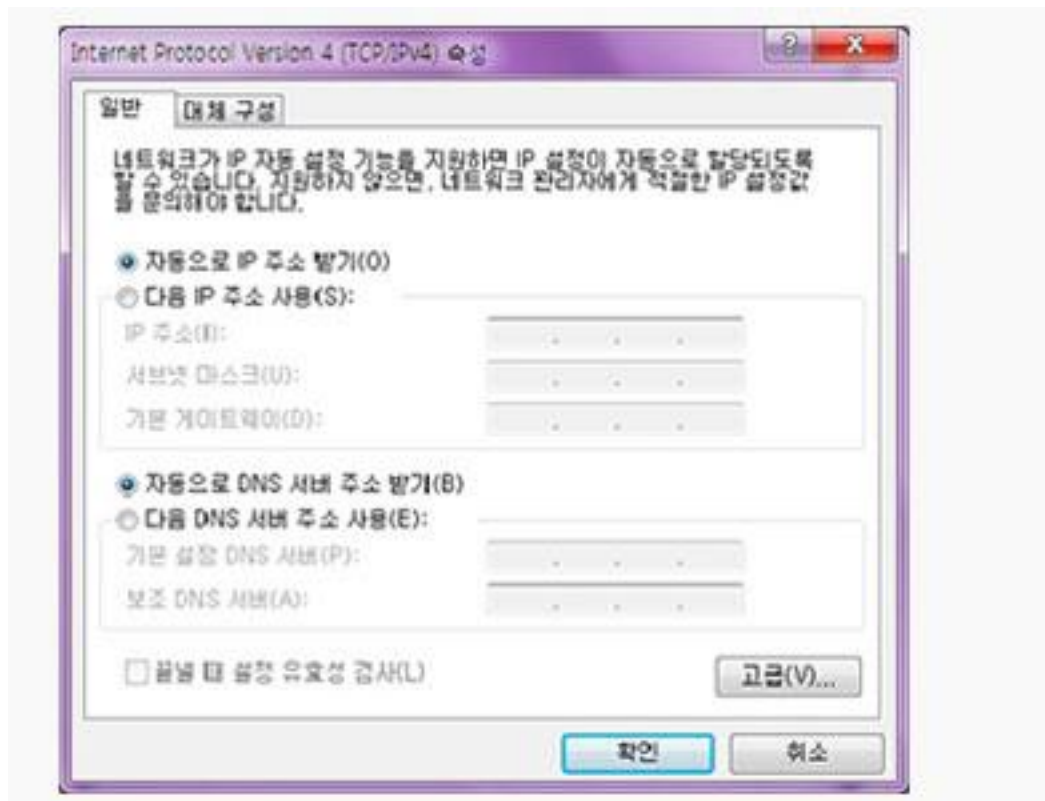 Internet Protocol Version 4 (TCP/IPv4) 속성
일반
대체 구성
네트워크가 IP 자동 설정 기능을 지원하면 IP 설정이 자동으로 할당되도록
할 수 있습니다. 지원하지 않으면, 네트워크 관리자에게 적절한 IP 설정값
을 문의해야 합니다.
자동으로 IP 주소 받기(O)
다음 IP 주소 사용(S):
IP 주소(I):
서브넷 마스크(U):
기본 게이트웨이(D):
자동으로 DNS 서버 주소 받기(B)
다음 DNS 서버 주소 사용(E):
기본 설정 DNS 서버(P):
보조 DNS 서버(A):
끝낼 때 설정 유효성 검사(L)
고급(V)...
확인
취소